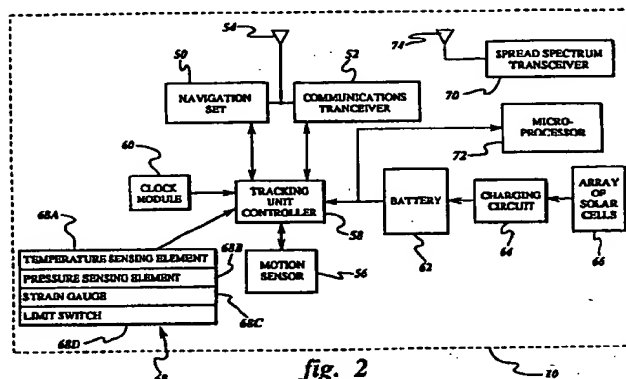 54
74
50
52
SPREAD SPECTRUM
TRANSCEIVER
NAVIGATION
SET
COMMUNICATIONS
TRANCEIVER
70
MICRO-
PROCESSOR
60
72
CLOCK
MODULE
TRACKING
UNIT
CONTROLLER
BATTERY
CHARGING
CIRCUIT
ARRAY
OF
SOLAR
CELLS
68A
58
62
64
66
TEMPERATURE SENSING ELEMENT
68B
PRESSURE SENSING ELEMENT
STRAIN GAUGE
LIMIT SWITCH
MOTION
SENSOR
56
68C
68D
fig. 2